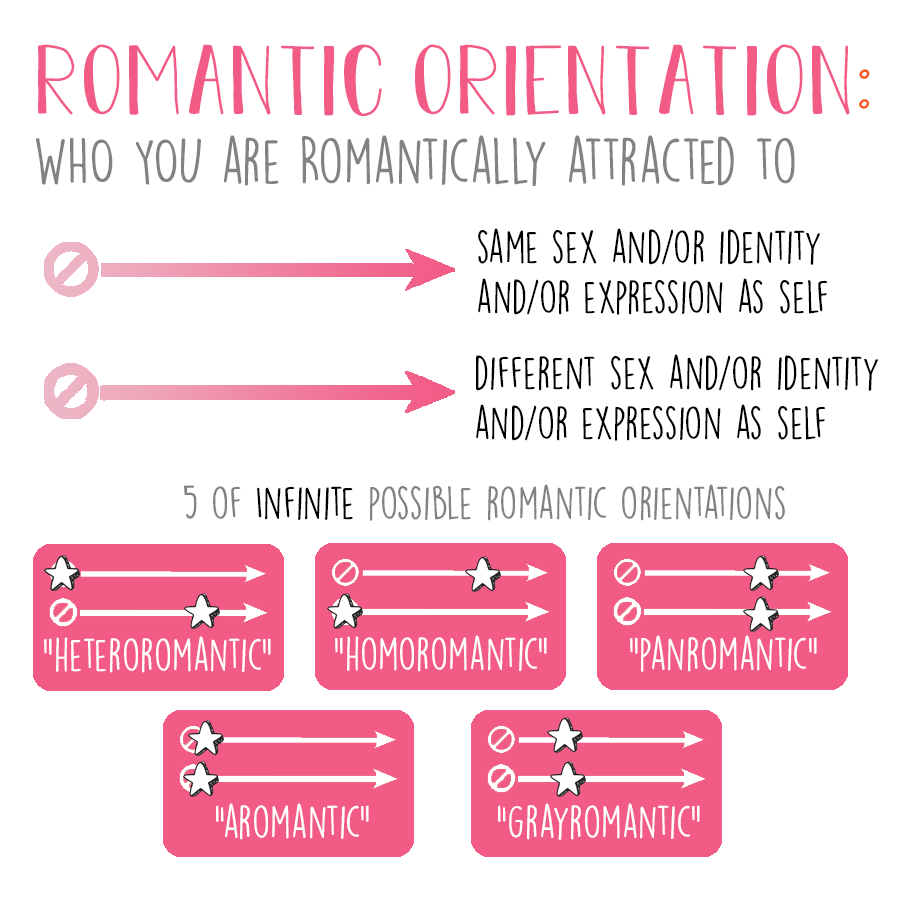 ROMANTIC ORIENTATION:
WHO YOU ARE ROMANTICALLY ATTRACTED TO
SAME SEX AND/OR IDENTITY
AND/OR EXPRESSION AS SELF
DIFFERENT SEX AND/OR IDENTITY
AND/OR EXPRESSION AS SELF
5 OF INFINITE POSSIBLE ROMANTIC ORIENTATIONS
"HETEROROMANTIC"
"HOMOROMANTIC"
"PANROMANTIC"
"AROMANTIC"
"GRAYROMANTIC"